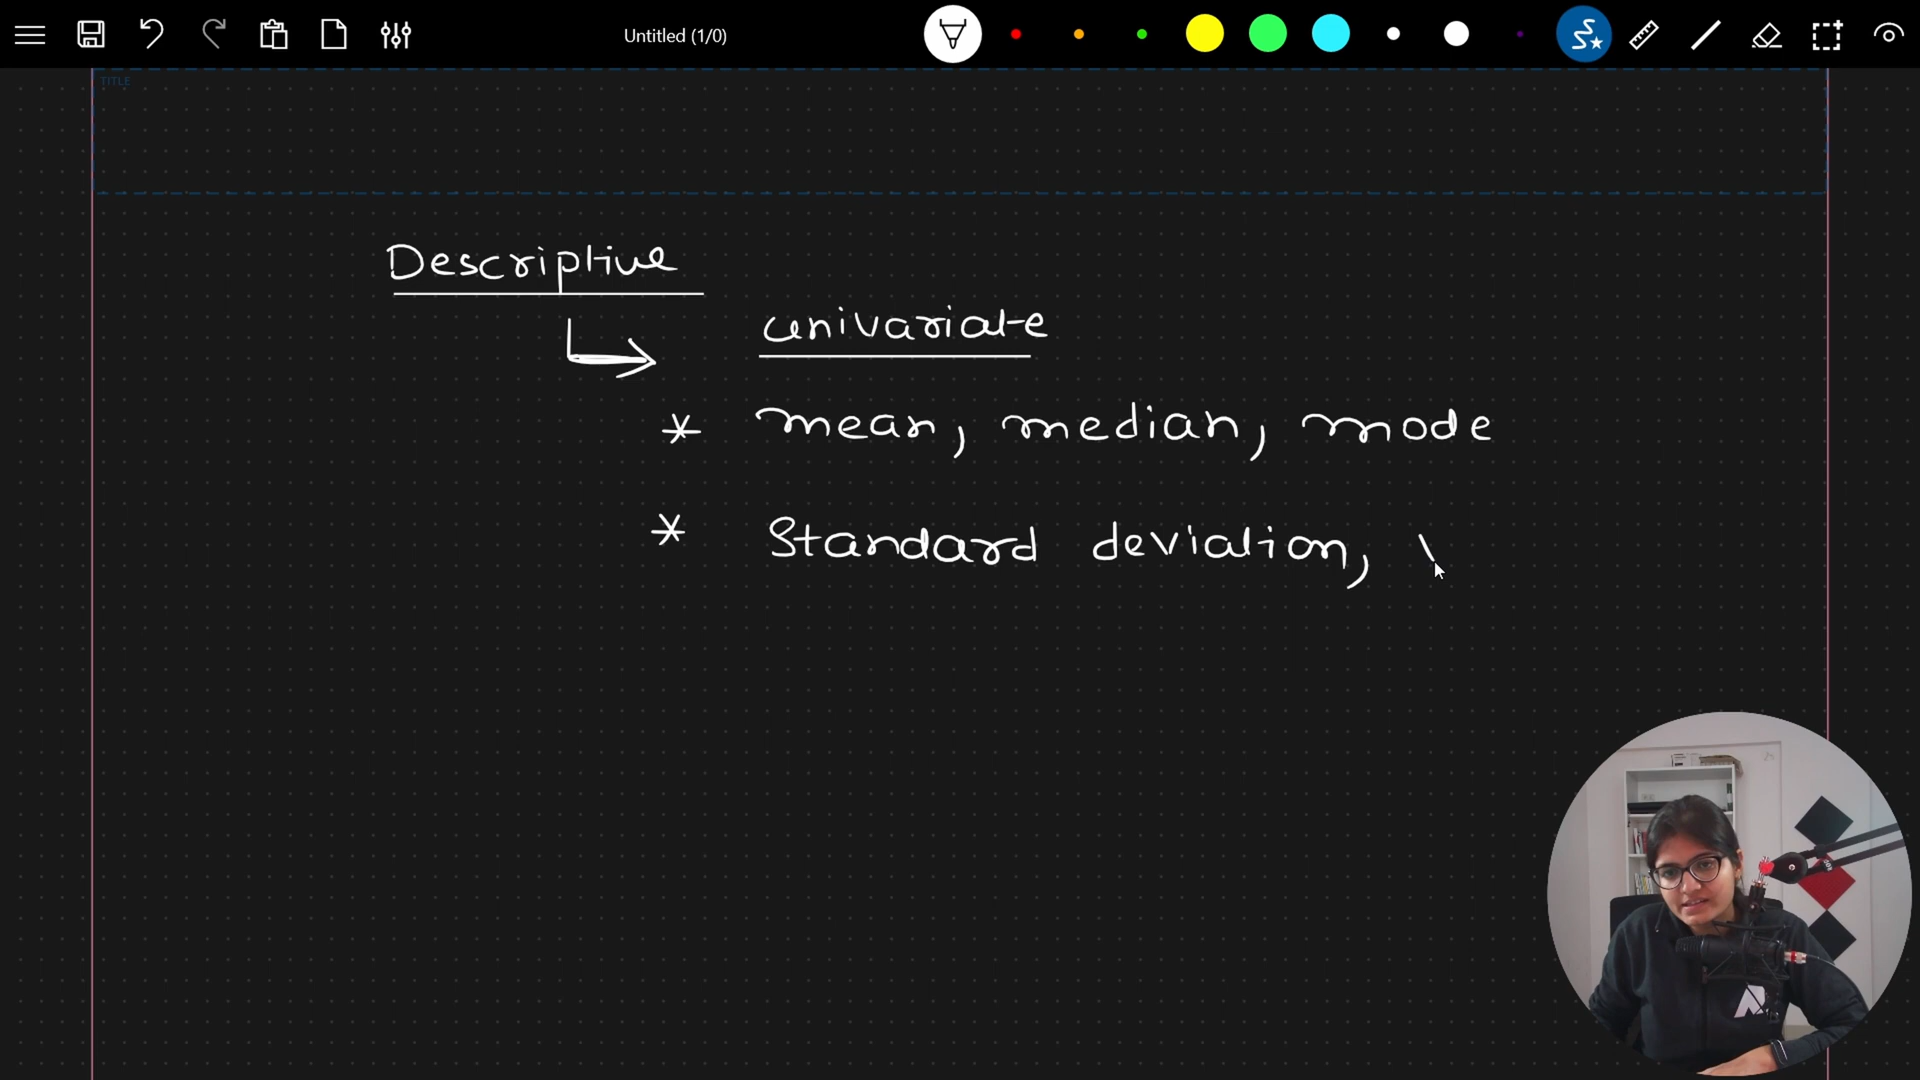 Untitled (1/0)
TITLE
Descriptive
univariate
* mean, median, mode
* Standard deviation,